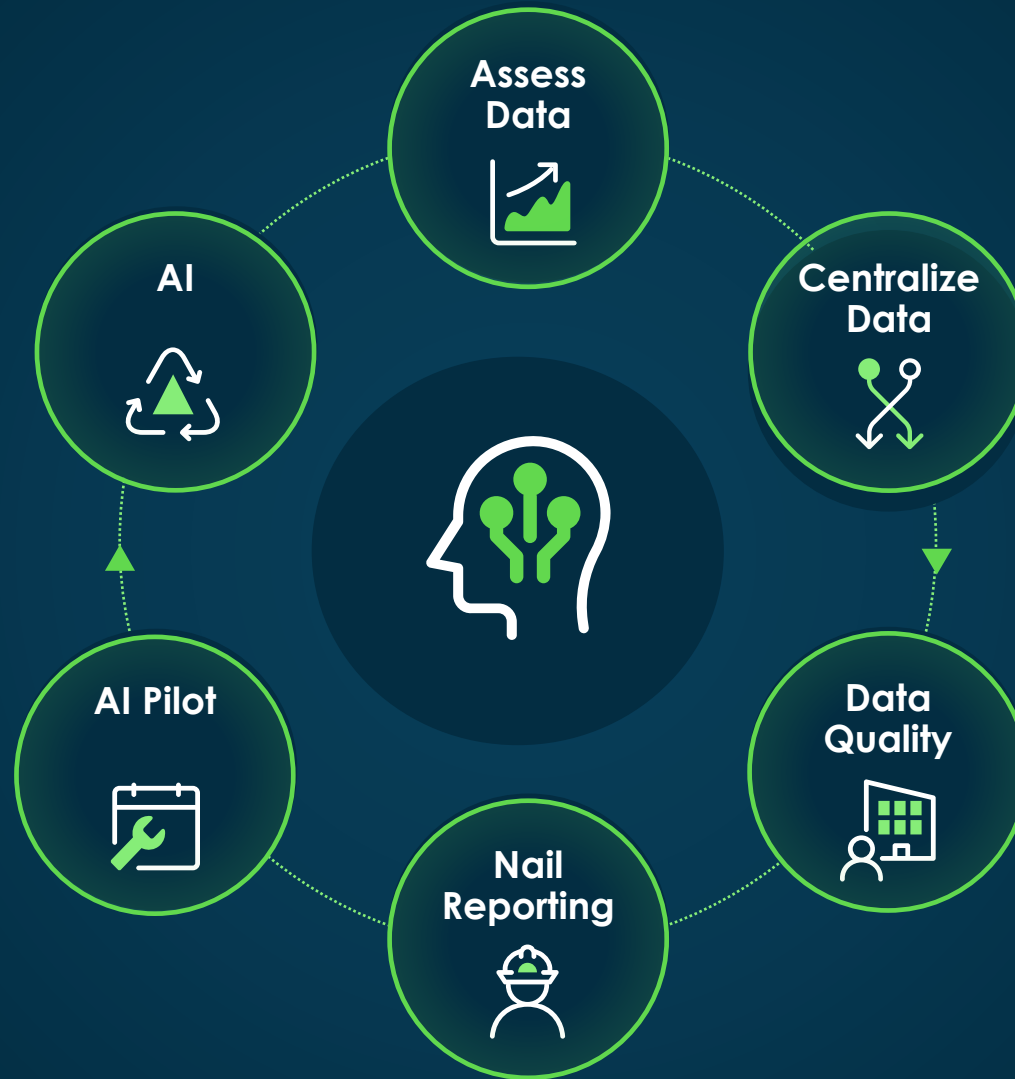 Assess
Data
Centralize
Data
Data
Quality
Nail
Reporting
AI Pilot
AI